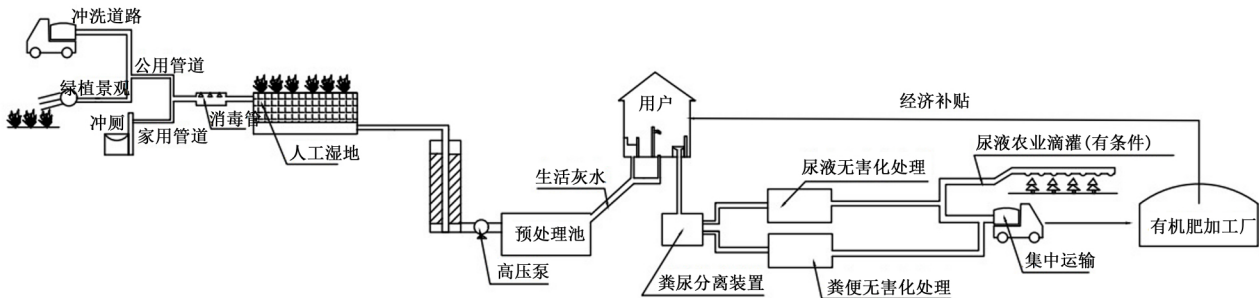 冲洗道路
公用管道
绿植景观
冲厕
家用管道
消毒管
人工湿地
高压泵
预处理池
生活灰水
用户
经济补贴
粪尿分离装置
尿液无害化处理
粪便无害化处理
尿液农业滴灌(有条件)
集中运输
有机肥加工厂